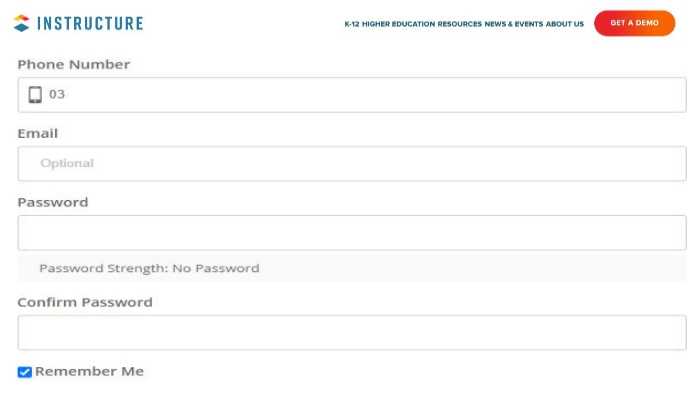 INSTRUCTURE
K-12 HIGHER EDUCATION RESOURCES NEWS & EVENTS ABOUT US
GET A DEMO
Phone Number
03
Email
Optional
Password
Password Strength: No Password
Confirm Password
Remember Me